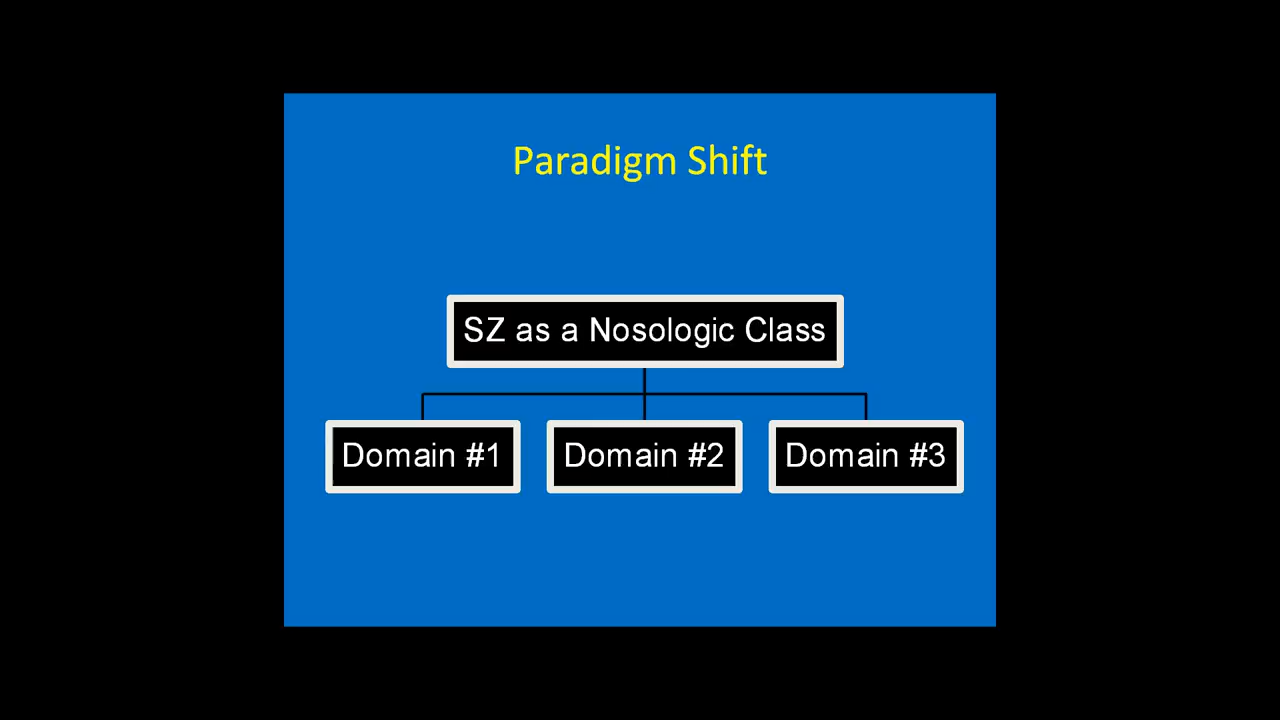 Paradigm Shift
SZ as a Nosologic Class
Domain #1
Domain #2
Domain #3